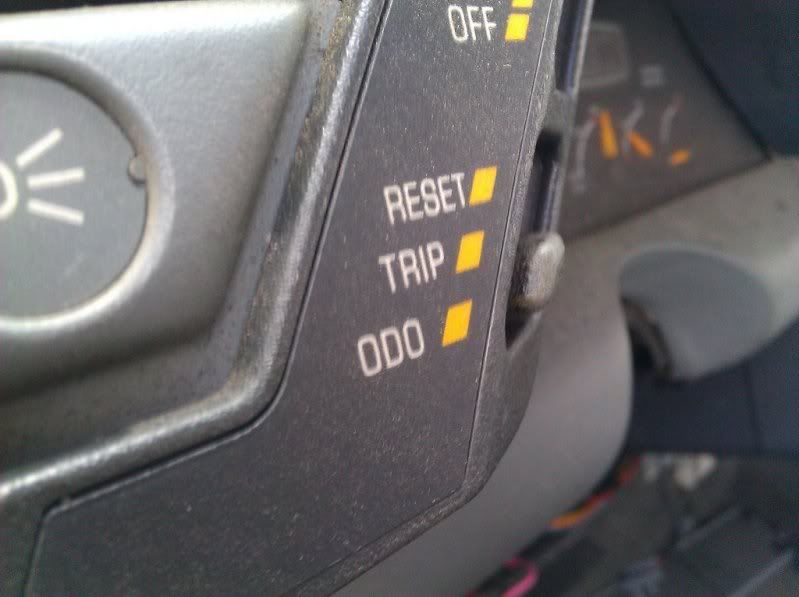 OFF
RESET
TRIP
ODO